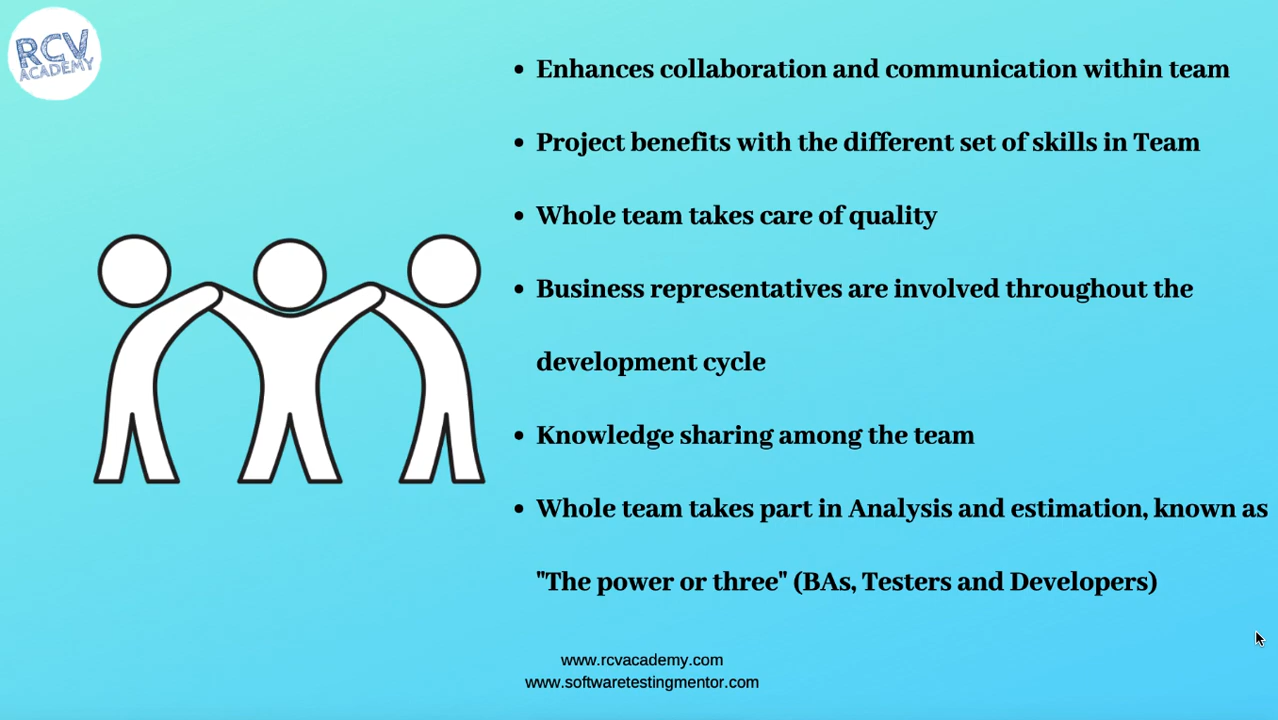 RCV
ACADEMY
• Enhances collaboration and communication within team
• Project benefits with the different set of skills in Team
• Whole team takes care of quality
• Business representatives are involved throughout the
development cycle
• Knowledge sharing among the team
• Whole team takes part in Analysis and estimation, known as
"The power or three" (BAs, Testers and Developers)
www.rcvacademy.com
www.softwaretestingmentor.com